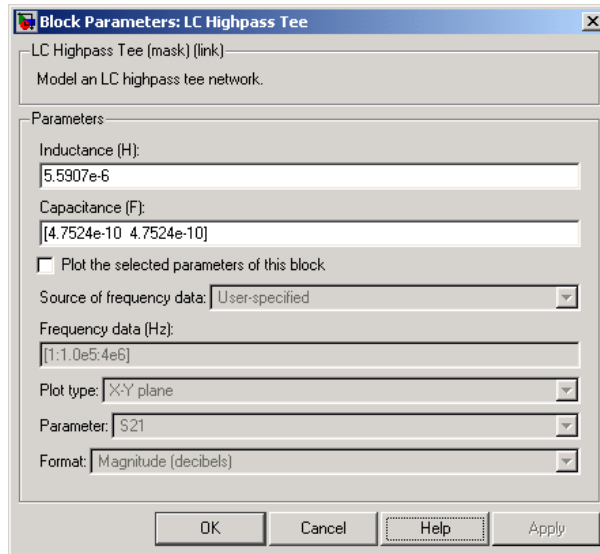 Block Parameters: LC Highpass Tee
LC Highpass Tee (mask) (link)
Model an LC highpass tee network.
Parameters
Inductance (H):
5.5907e-6
Capacitance (F):
[4.7524e-10 4.7524e-10]
Plot the selected parameters of this block
Source of frequency data: User-specified
Frequency data (Hz):
[1:1.0e5:4e6]
Plot type: X-Y plane
Parameter: S21
Format: Magnitude (decibels)
OK Cancel Help Apply